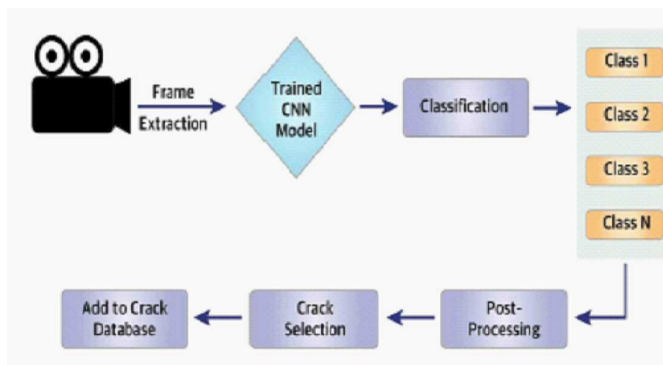 Frame
Extraction
Trained
CNN
Model
Classification
Class 1
Class 2
Class 3
Class N
Add to Crack
Database
Crack
Selection
Post-
Processing